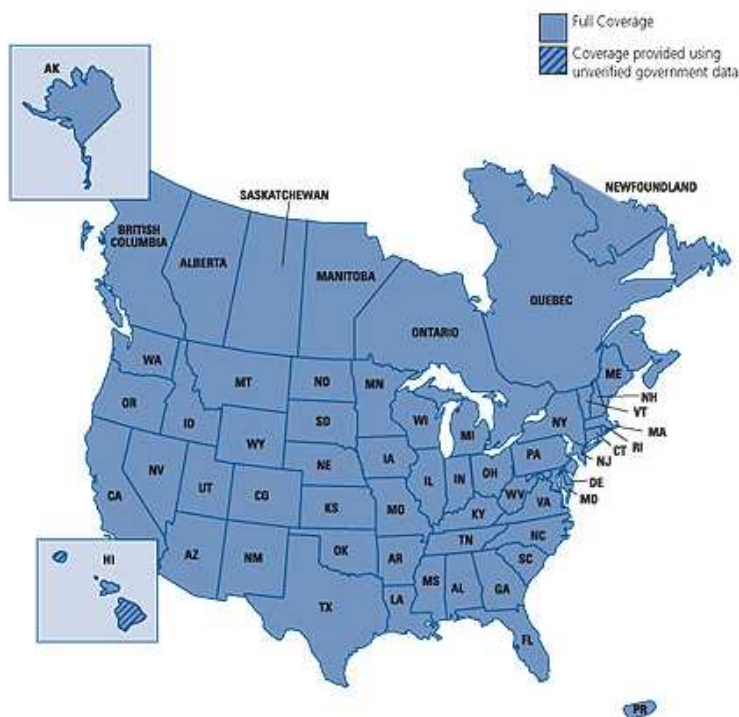 Full Coverage
Coverage provided using
unverified government data
AK
SASKATCHEWAN
NEWFOUNDLAND
BRITISH
COLUMBIA
ALBERTA
MANITOBA
QUEBEC
ONTARIO
WA
MT
ND
MN
ME
OR
ID
SD
WI
MI
NY
NH
VT
MA
WY
RI
CT
NV
NE
IA
PA
NJ
CA
UT
CO
IL
IN
OH
DE
KS
MO
WV
VA
MD
KY
HI
AZ
NM
OK
AR
TN
NC
SC
TX
LA
MS
AL
GA
FL
PR